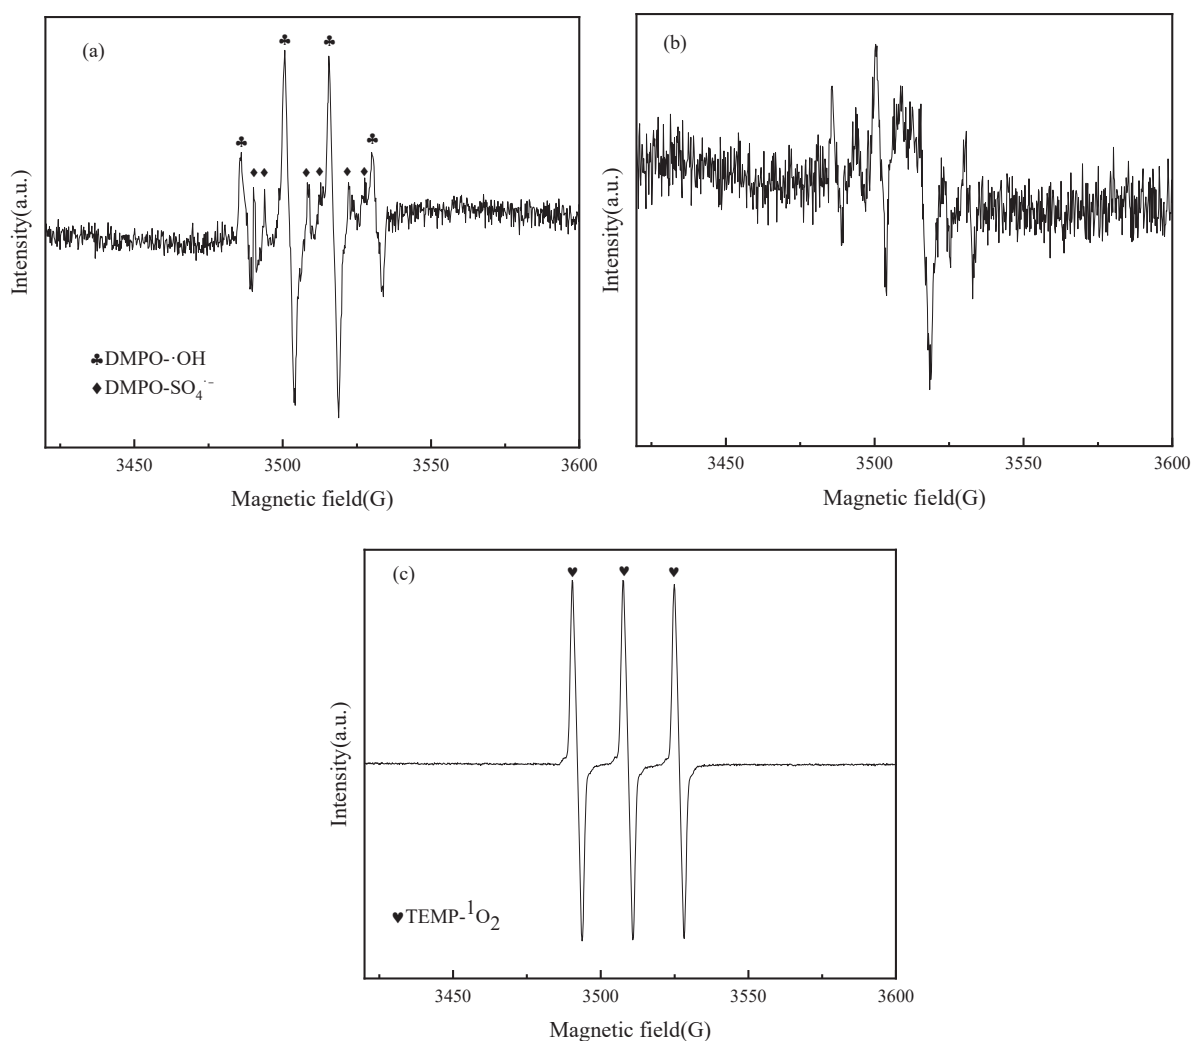 (a)
♣ ♣
♣ ♣
♦ ♦ ♦ ♦ ♦ ♦
Intensity(a.u.)
♣DMPO-·OH
♦DMPO-SO₄·⁻
3450 3500 3550 3600
Magnetic field(G)
(b)
Intensity(a.u.)
3450 3500 3550 3600
Magnetic field(G)
(c)
♥ ♥ ♥
Intensity(a.u.)
♥TEMP-¹O₂
3450 3500 3550 3600
Magnetic field(G)